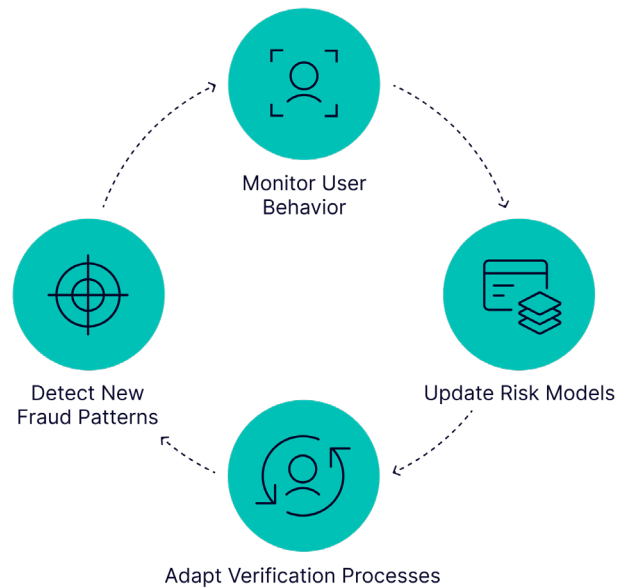 Monitor User
Behavior
Detect New
Fraud Patterns
Update Risk Models
Adapt Verification Processes